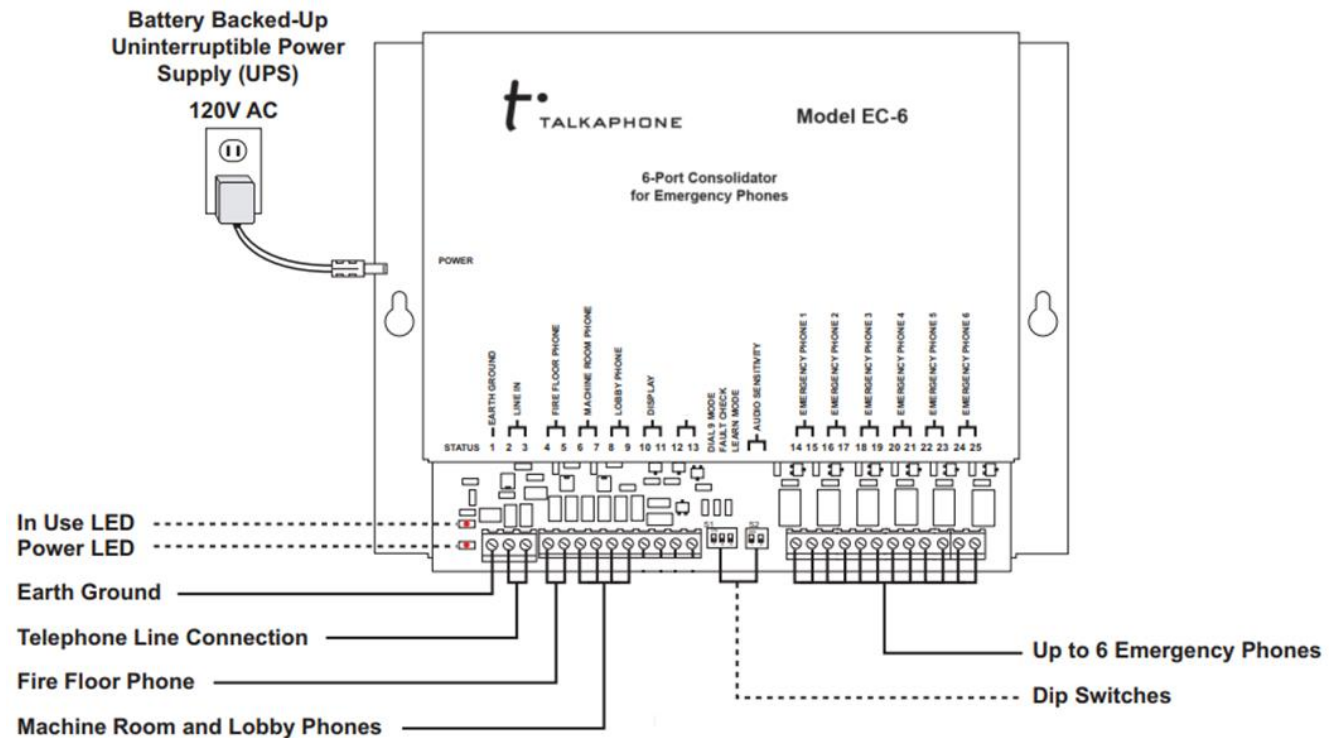 Battery Backed-Up
Uninterruptible Power
Supply (UPS)
120V AC
t
TALKAPHONE
Model EC-6
6-Port Consolidator
for Emergency Phones
POWER
EARTH GROUND
LINE IN
FIRE FLOOR PHONE
MACHINE ROOM PHONE
LOBBY PHONE
DISPLAY
DIAL 9 MODE
FAULT CHECK
LEARN MODE
AUDIO SENSITIVITY
EMERGENCY PHONE 1
EMERGENCY PHONE 2
EMERGENCY PHONE 3
EMERGENCY PHONE 4
EMERGENCY PHONE 5
EMERGENCY PHONE 6
STATUS 1 2 3 4 5 6 7 8 9 10 11 12 13 14 15 16 17 18 19 20 21 22 23 24 25
S1 S2
In Use LED
Power LED
Earth Ground
Telephone Line Connection
Fire Floor Phone
Machine Room and Lobby Phones
Up to 6 Emergency Phones
Dip Switches